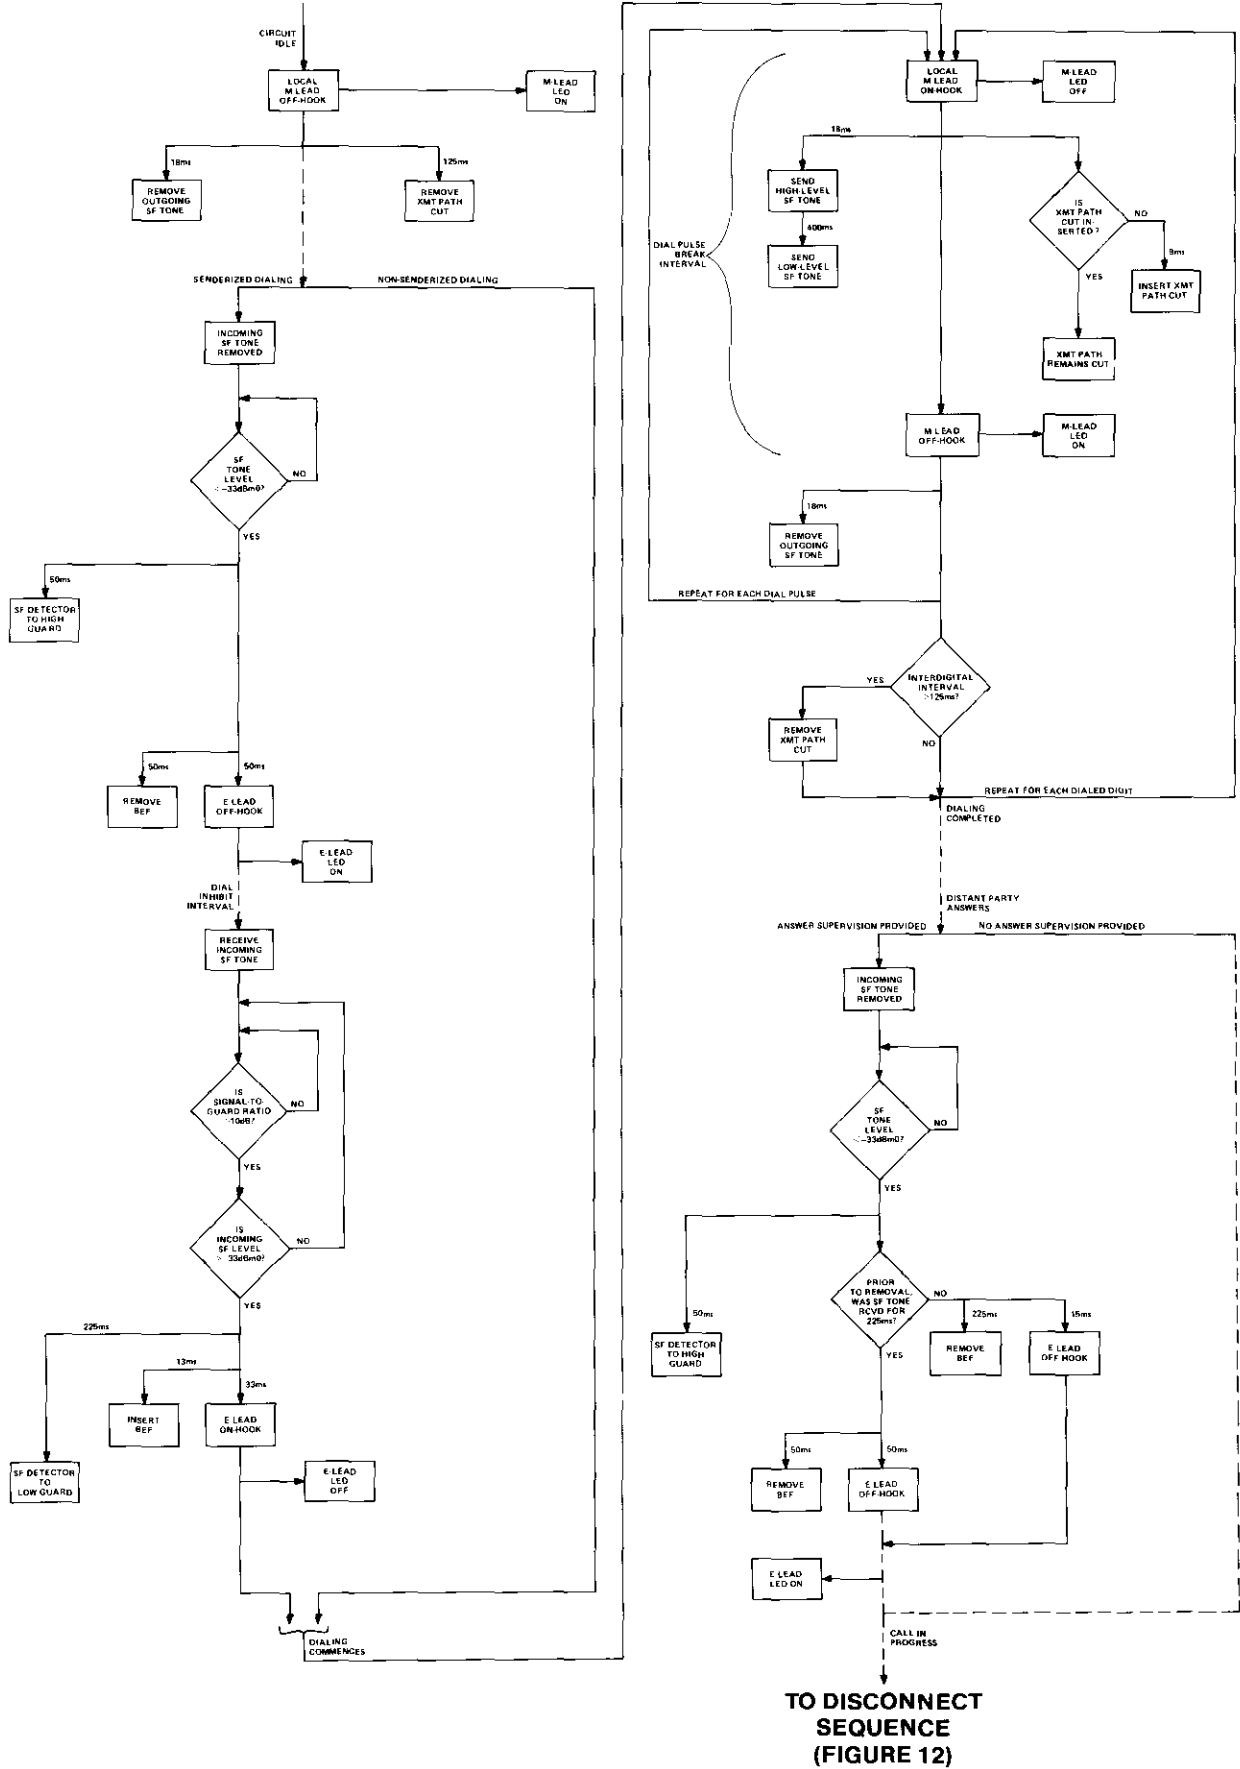 CIRCUIT
IDLE
LOCAL
M LEAD
OFF-HOOK
M-LEAD
LED
ON
18ms
125ms
REMOVE
OUTGOING
SF TONE
REMOVE
XMT PATH
CUT
SENDERIZED DIALING
NON-SENDERIZED DIALING
INCOMING
SF TONE
REMOVED
SF
TONE
LEVEL
< -33dBm0?
NO
YES
50ms
SF DETECTOR
TO HIGH
GUARD
50ms
50ms
REMOVE
BEF
E LEAD
OFF-HOOK
E-LEAD
LED
ON
DIAL
INHIBIT
INTERVAL
RECEIVE
INCOMING
SF TONE
IS
SIGNAL-TO-
GUARD RATIO
10dB?
NO
YES
IS
INCOMING
SF LEVEL
33dBm0?
NO
YES
225ms
13ms
33ms
INSERT
BEF
E LEAD
ON-HOOK
SF DETECTOR
TO
LOW GUARD
E-LEAD
LED
OFF
DIALING
COMMENCES
LOCAL
M LEAD
ON-HOOK
M-LEAD
LED
OFF
18ms
SEND
HIGH-LEVEL
SF TONE
400ms
SEND
LOW-LEVEL
SF TONE
IS
XMT PATH
CUT IN-
SERTED?
NO
8ms
INSERT XMT
PATH CUT
YES
XMT PATH
REMAINS CUT
DIAL PULSE
BREAK
INTERVAL
M LEAD
OFF-HOOK
M-LEAD
LED
ON
18ms
REMOVE
OUTGOING
SF TONE
REPEAT FOR EACH DIAL PULSE
INTERDIGITAL
INTERVAL
>125ms?
YES
REMOVE
XMT PATH
CUT
NO
REPEAT FOR EACH DIALED DIGIT
DIALING
COMPLETED
DISTANT PARTY
ANSWERS
ANSWER SUPERVISION PROVIDED
NO ANSWER SUPERVISION PROVIDED
INCOMING
SF TONE
REMOVED
SF
TONE
LEVEL
< -33dBm0?
NO
YES
50ms
SF DETECTOR
TO HIGH
GUARD
PRIOR
TO REMOVAL,
WAS SF TONE
RCVD FOR
225ms?
NO
225ms
15ms
REMOVE
BEF
E LEAD
OFF HOOK
YES
50ms
50ms
REMOVE
BEF
E LEAD
OFF-HOOK
E LEAD
LED ON
CALL IN
PROGRESS
TO DISCONNECT
SEQUENCE
(FIGURE 12)